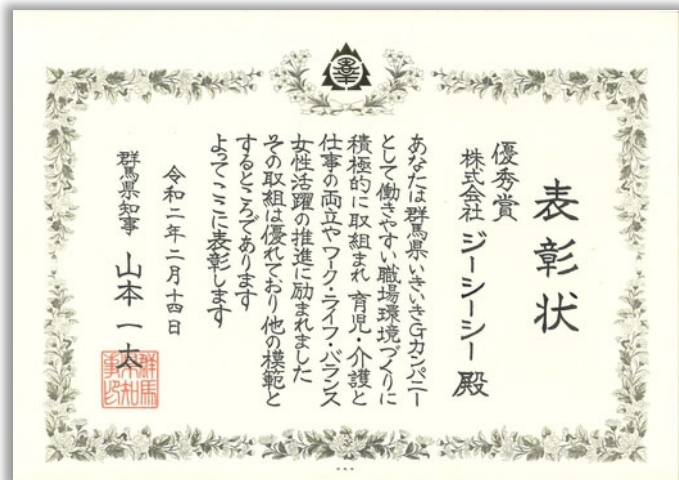 表彰状
優秀賞
株式会社 ジーシーシー 殿
あなたは群馬県いきいきGカンパニー
として働きやすい職場環境づくりに
積極的に取組まれ 育児・介護と
仕事の両立やワーク・ライフ・バランス
女性活躍の推進に励まれました
その取組は優れており他の模範と
するところであります
よってここに表彰します
令和二年二月十四日
群馬県知事 山本一太
群馬
県知
事印